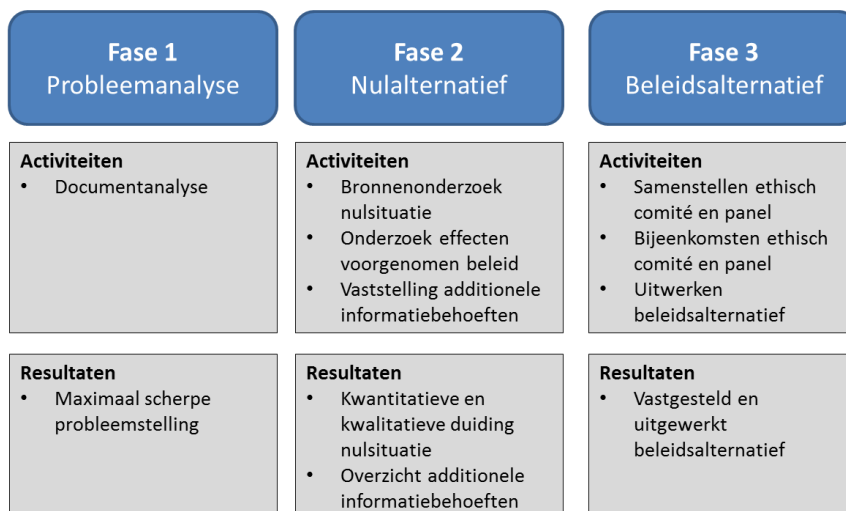 Fase 1
Probleemanalyse
Fase 2
Nulalternatief
Fase 3
Beleidsalternatief
Activiteiten
• Documentanalyse
Activiteiten
• Bronnenonderzoek
nulsituatie
• Onderzoek effecten
voorgenomen beleid
• Vaststelling additionele
informatiebehoeften
Activiteiten
• Samenstellen ethisch
comité en panel
• Bijeenkomsten ethisch
comité en panel
• Uitwerken
beleidsalternatief
Resultaten
• Maximaal scherpe
probleemstelling
Resultaten
• Kwantitatieve en
kwalitatieve duiding
nulsituatie
• Overzicht additionele
informatiebehoeften
Resultaten
• Vastgesteld en
uitgewerkt
beleidsalternatief